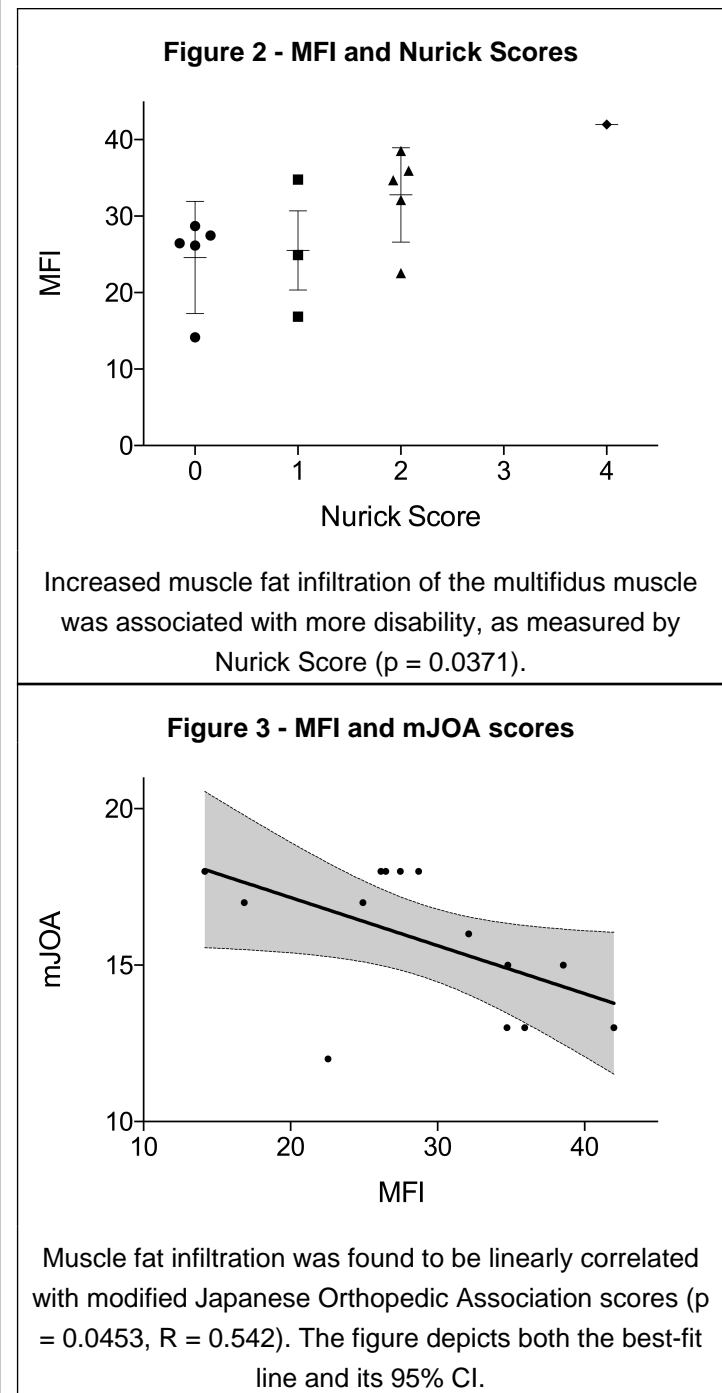 Figure 2 - MFI and Nurick Scores
40
30
20
10
0
MFI
0 1 2 3 4
Nurick Score
Increased muscle fat infiltration of the multifidus muscle
was associated with more disability, as measured by
Nurick Score (p = 0.0371).
Figure 3 - MFI and mJOA scores
20
15
10
mJOA
10 20 30 40
MFI
Muscle fat infiltration was found to be linearly correlated
with modified Japanese Orthopedic Association scores (p
= 0.0453, R = 0.542). The figure depicts both the best-fit
line and its 95% CI.